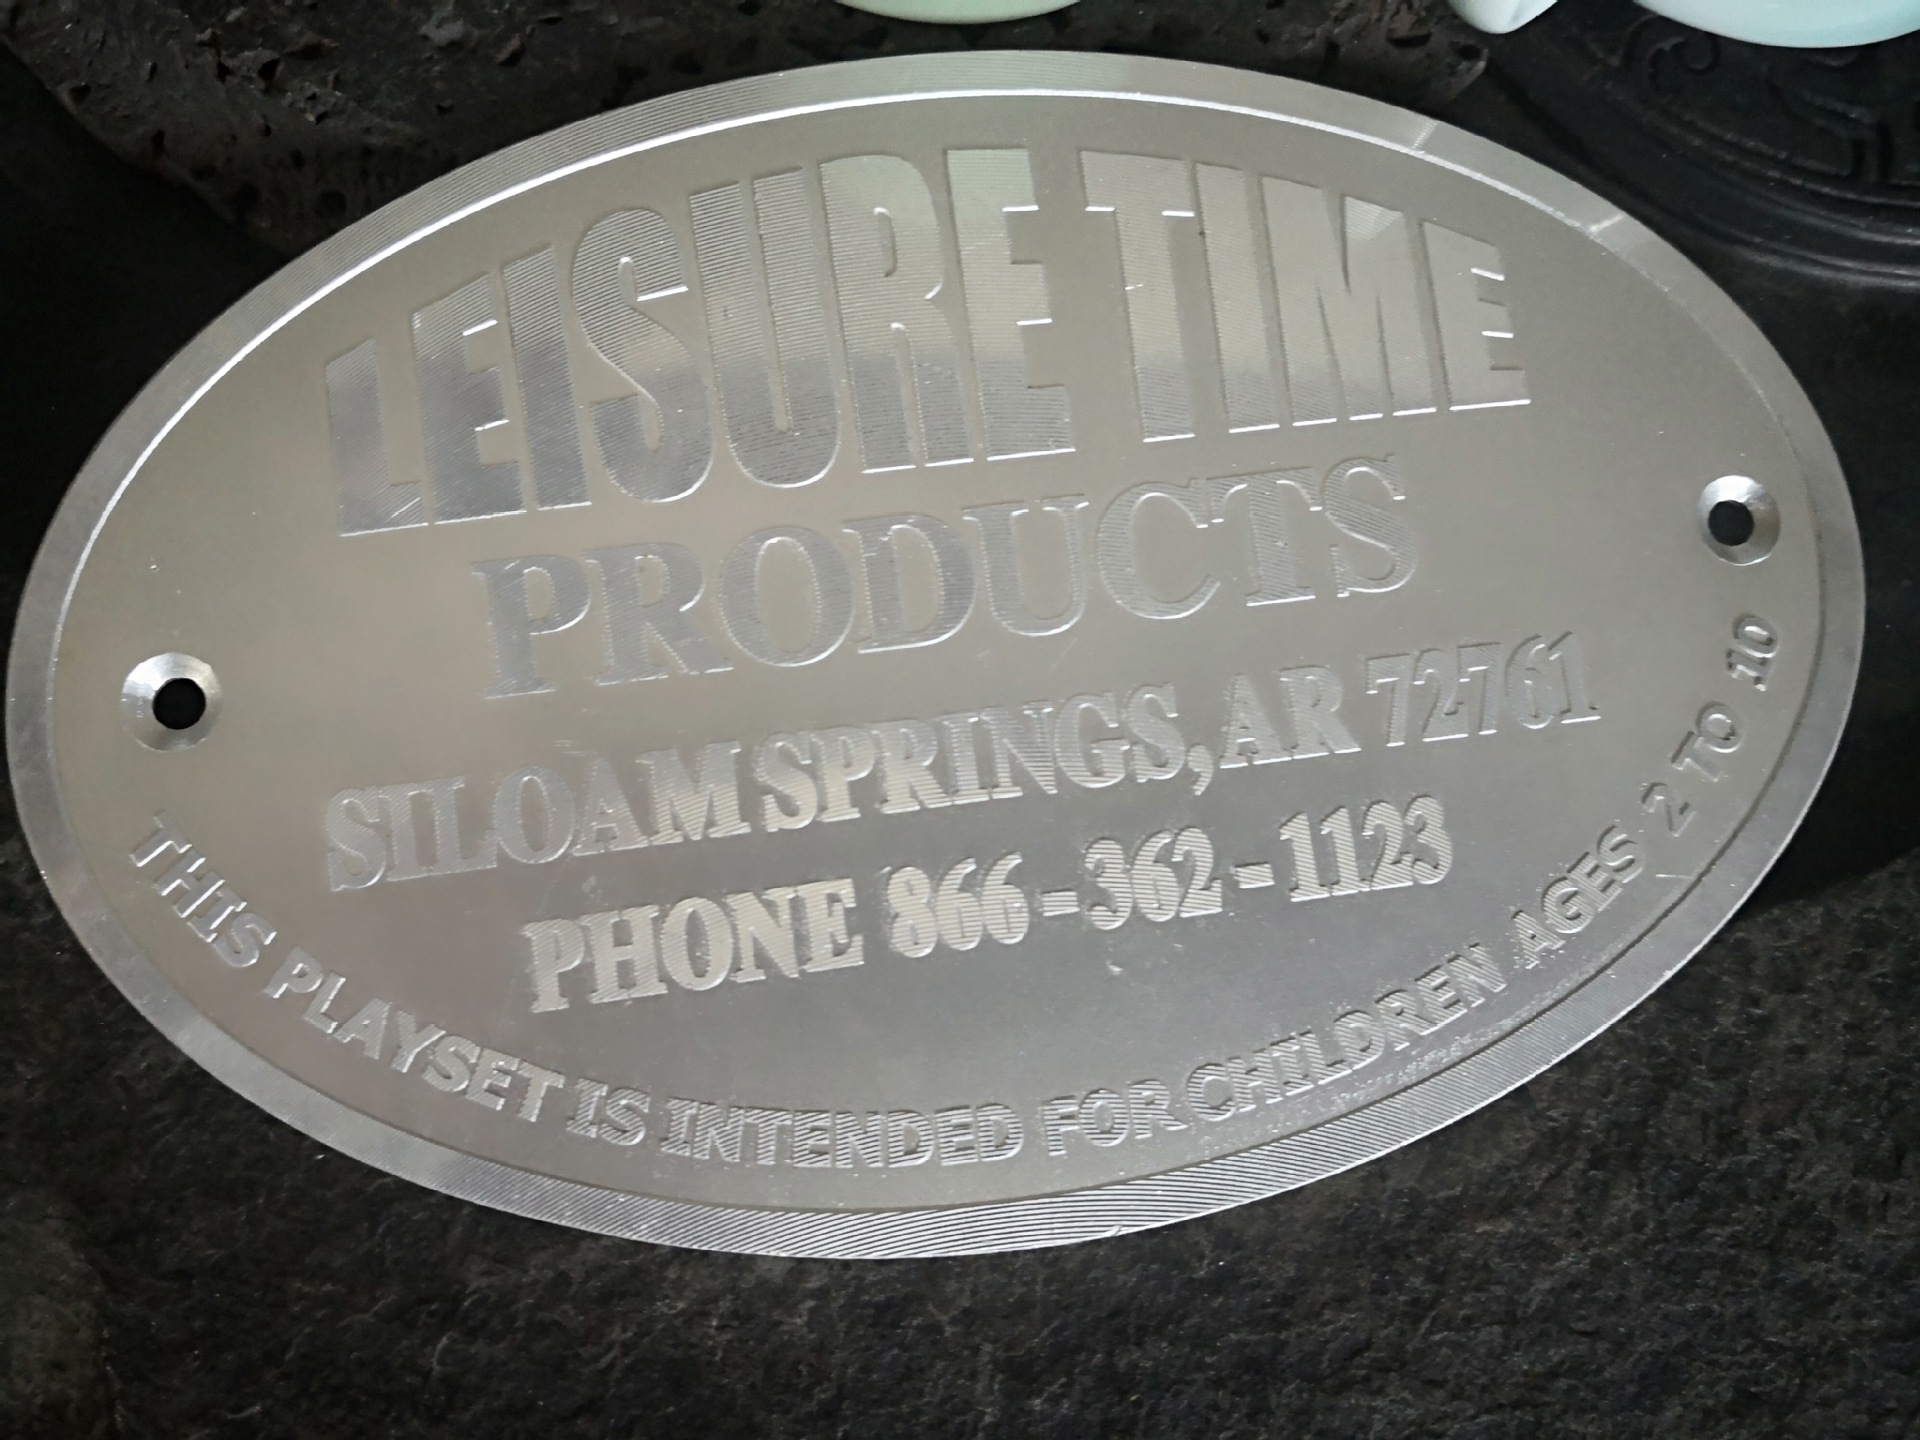 LEISURE TIME
PRODUCTS
SILOAM SPRINGS, AR 72761
PHONE 866-362-1123
THIS PLAYSET IS INTENDED FOR CHILDREN AGES 2 TO 10